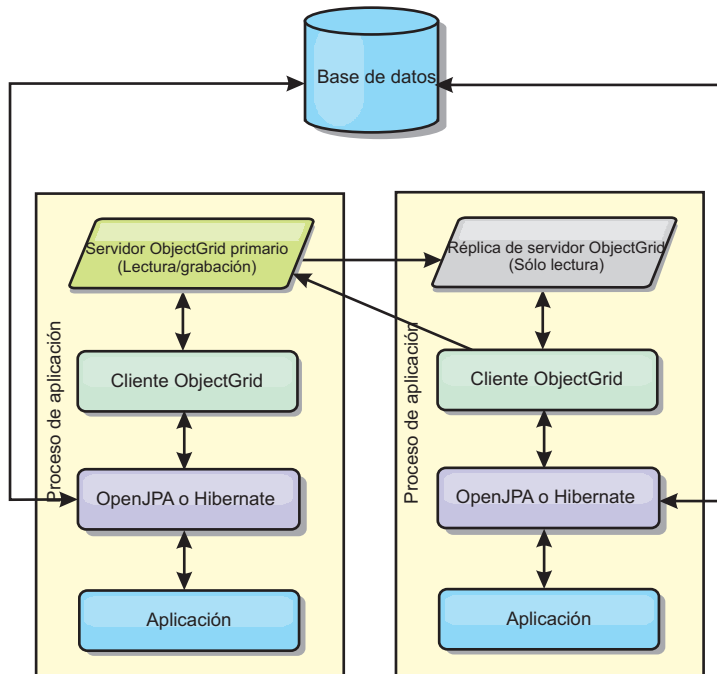 Base de datos
Servidor ObjectGrid primario
(Lectura/grabación)
Cliente ObjectGrid
Proceso de aplicación
OpenJPA o Hibernate
Aplicación
Réplica de servidor ObjectGrid
(Sólo lectura)
Cliente ObjectGrid
Proceso de aplicación
OpenJPA o Hibernate
Aplicación